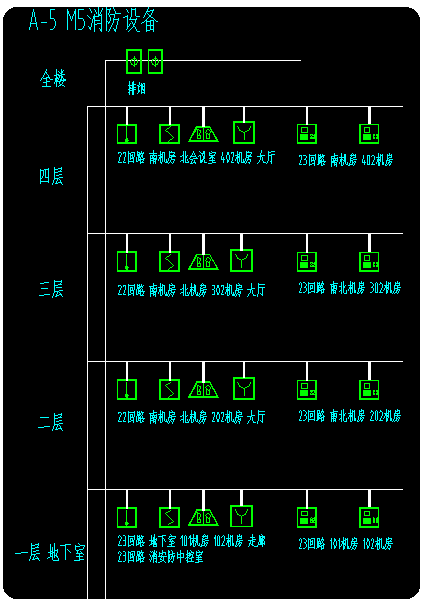 A-5 M5消防设备
全楼
排烟
四层
22回路 南机房 北会议室 402机房 大厅
23回路 南机房 402机房
三层
22回路 南机房 北机房 302机房 大厅
23回路 南北机房 302机房
二层
22回路 南机房 北机房 202机房 大厅
23回路 南北机房 202机房
一层 地下室
23回路 地下室 101机房 102机房 走廊
23回路 消安防中控室
23回路 101机房 102机房